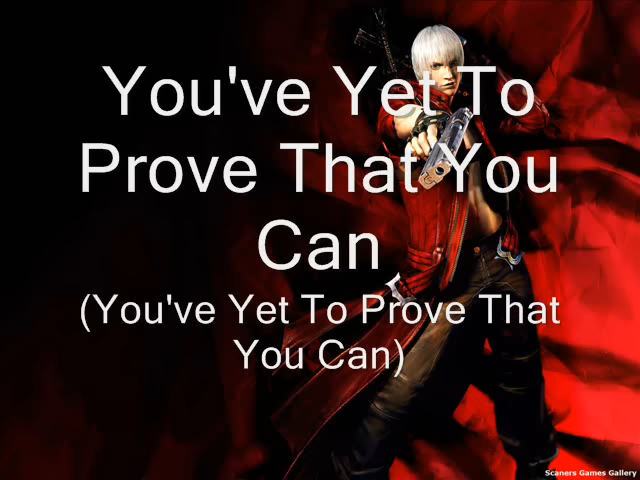 You've Yet To
Prove That You
Can
(You've Yet To Prove That
You Can)
Scaners Games Gallery